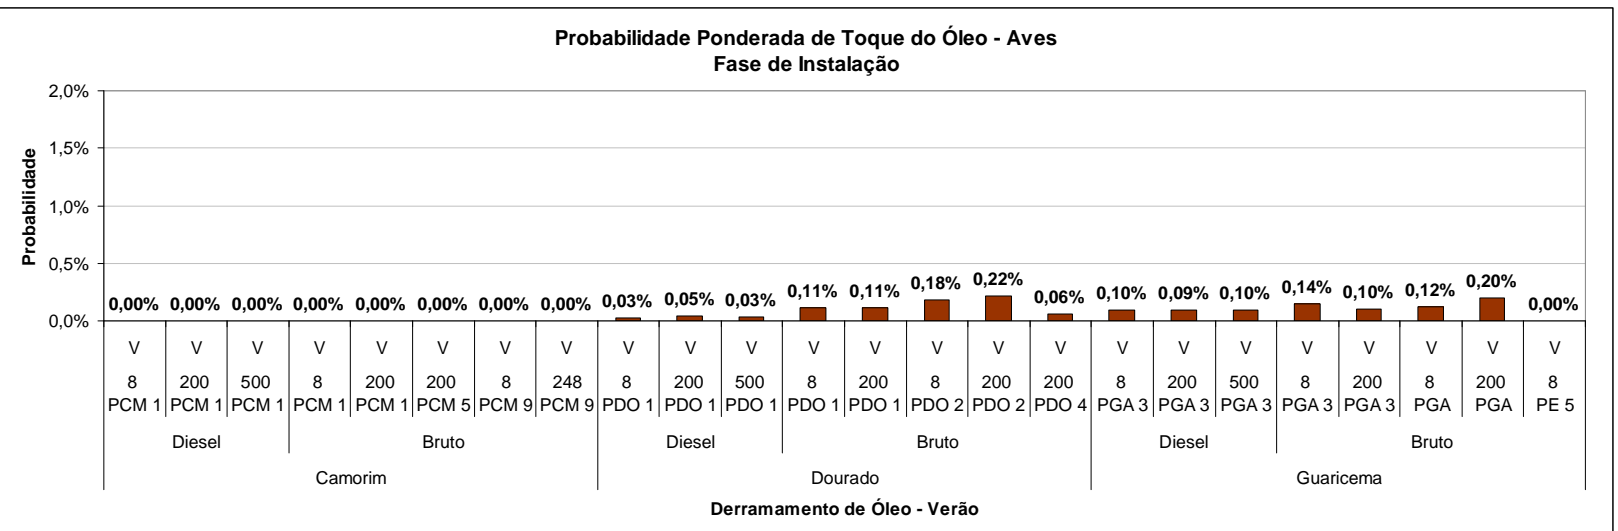 Probabilidade Ponderada de Toque do Óleo - Aves
Fase de Instalação
Probabilidade
2,0%
1,5%
1,0%
0,5%
0,0%
0,00% 0,00% 0,00% 0,00% 0,00% 0,00% 0,00% 0,00% 0,03% 0,05% 0,03% 0,11% 0,11% 0,18% 0,22% 0,06% 0,10% 0,09% 0,10% 0,14% 0,10% 0,12% 0,20% 0,00%
V V V V V V V V V V V V V V V V V V V V V V V V
8 200 500 8 200 200 8 248 8 200 500 8 200 8 200 200 8 200 500 8 200 8 200 8
PCM 1 PCM 1 PCM 1 PCM 1 PCM 1 PCM 5 PCM 9 PCM 9 PDO 1 PDO 1 PDO 1 PDO 1 PDO 1 PDO 2 PDO 2 PDO 4 PGA 3 PGA 3 PGA 3 PGA 3 PGA 3 PGA PGA PE 5
Diesel Bruto Diesel Bruto Diesel Bruto
Camorim Dourado Guaricema
Derramamento de Óleo - Verão